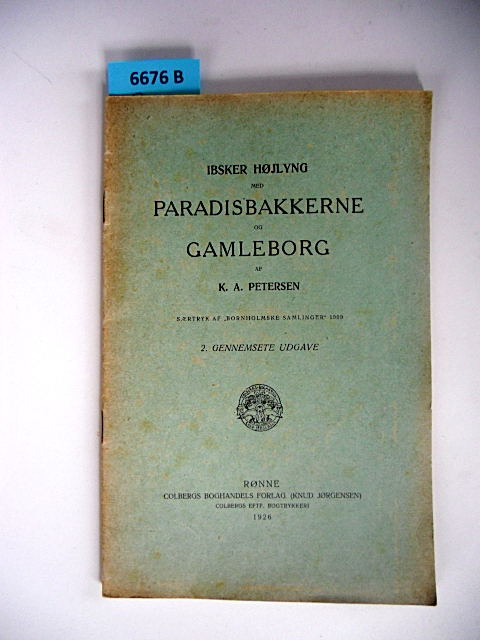 6676 B
IBSKER HØJLYNG
MED
PARADISBAKKERNE
OG
GAMLEBORG
AF
K. A. PETERSEN
SÆRTRYK AF „BORNHOLMSKE SAMLINGER" 1909
2. GENNEMSETE UDGAVE
RØNNE
COLBERGS BOGHANDELS FORLAG (KNUD JØRGENSEN)
COLBERGS EFTF. BOGTRYKKERI
1926